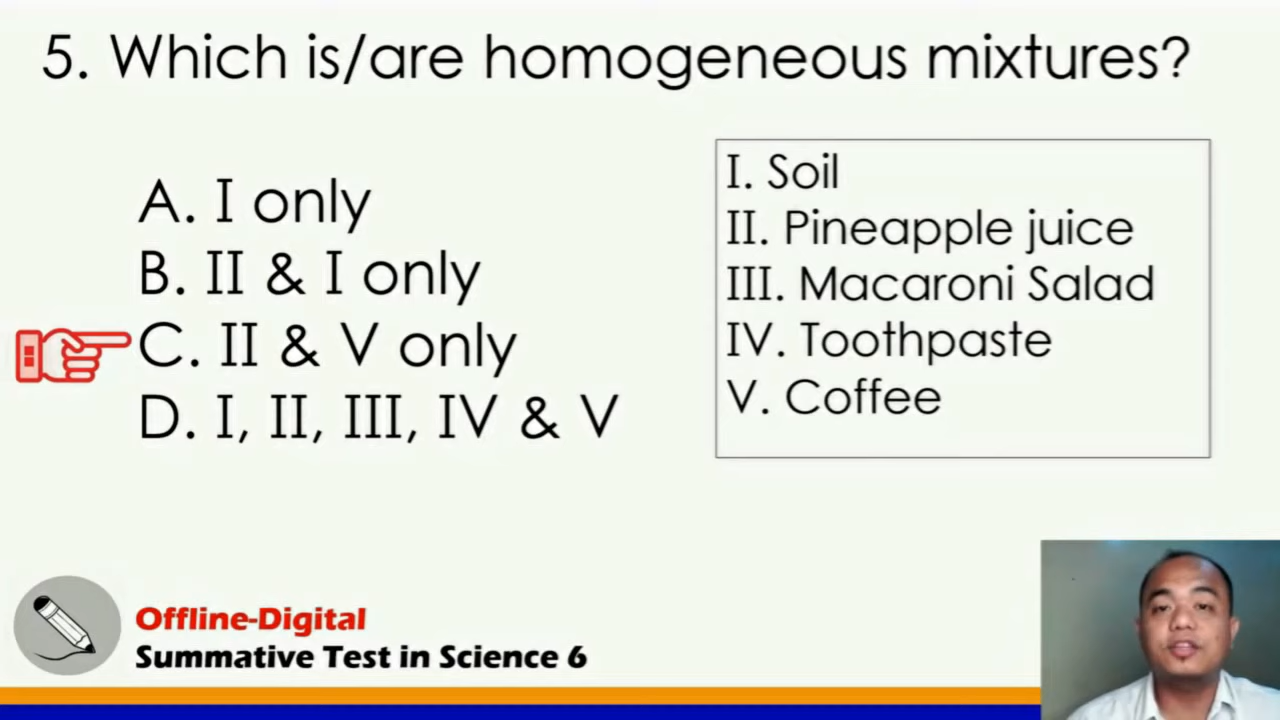 5. Which is/are homogeneous mixtures?
A. I only
B. II & I only
C. II & V only
D. I, II, III, IV & V
I. Soil
II. Pineapple juice
III. Macaroni Salad
IV. Toothpaste
V. Coffee
Offline-Digital
Summative Test in Science 6